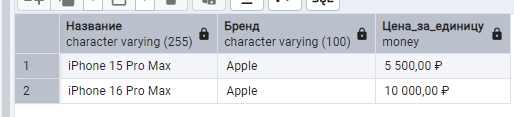 SQL
Название Бренд Цена_за_единицу
character varying (255) character varying (100) money
1 iPhone 15 Pro Max Apple 5 500,00 ₽
2 iPhone 16 Pro Max Apple 10 000,00 ₽